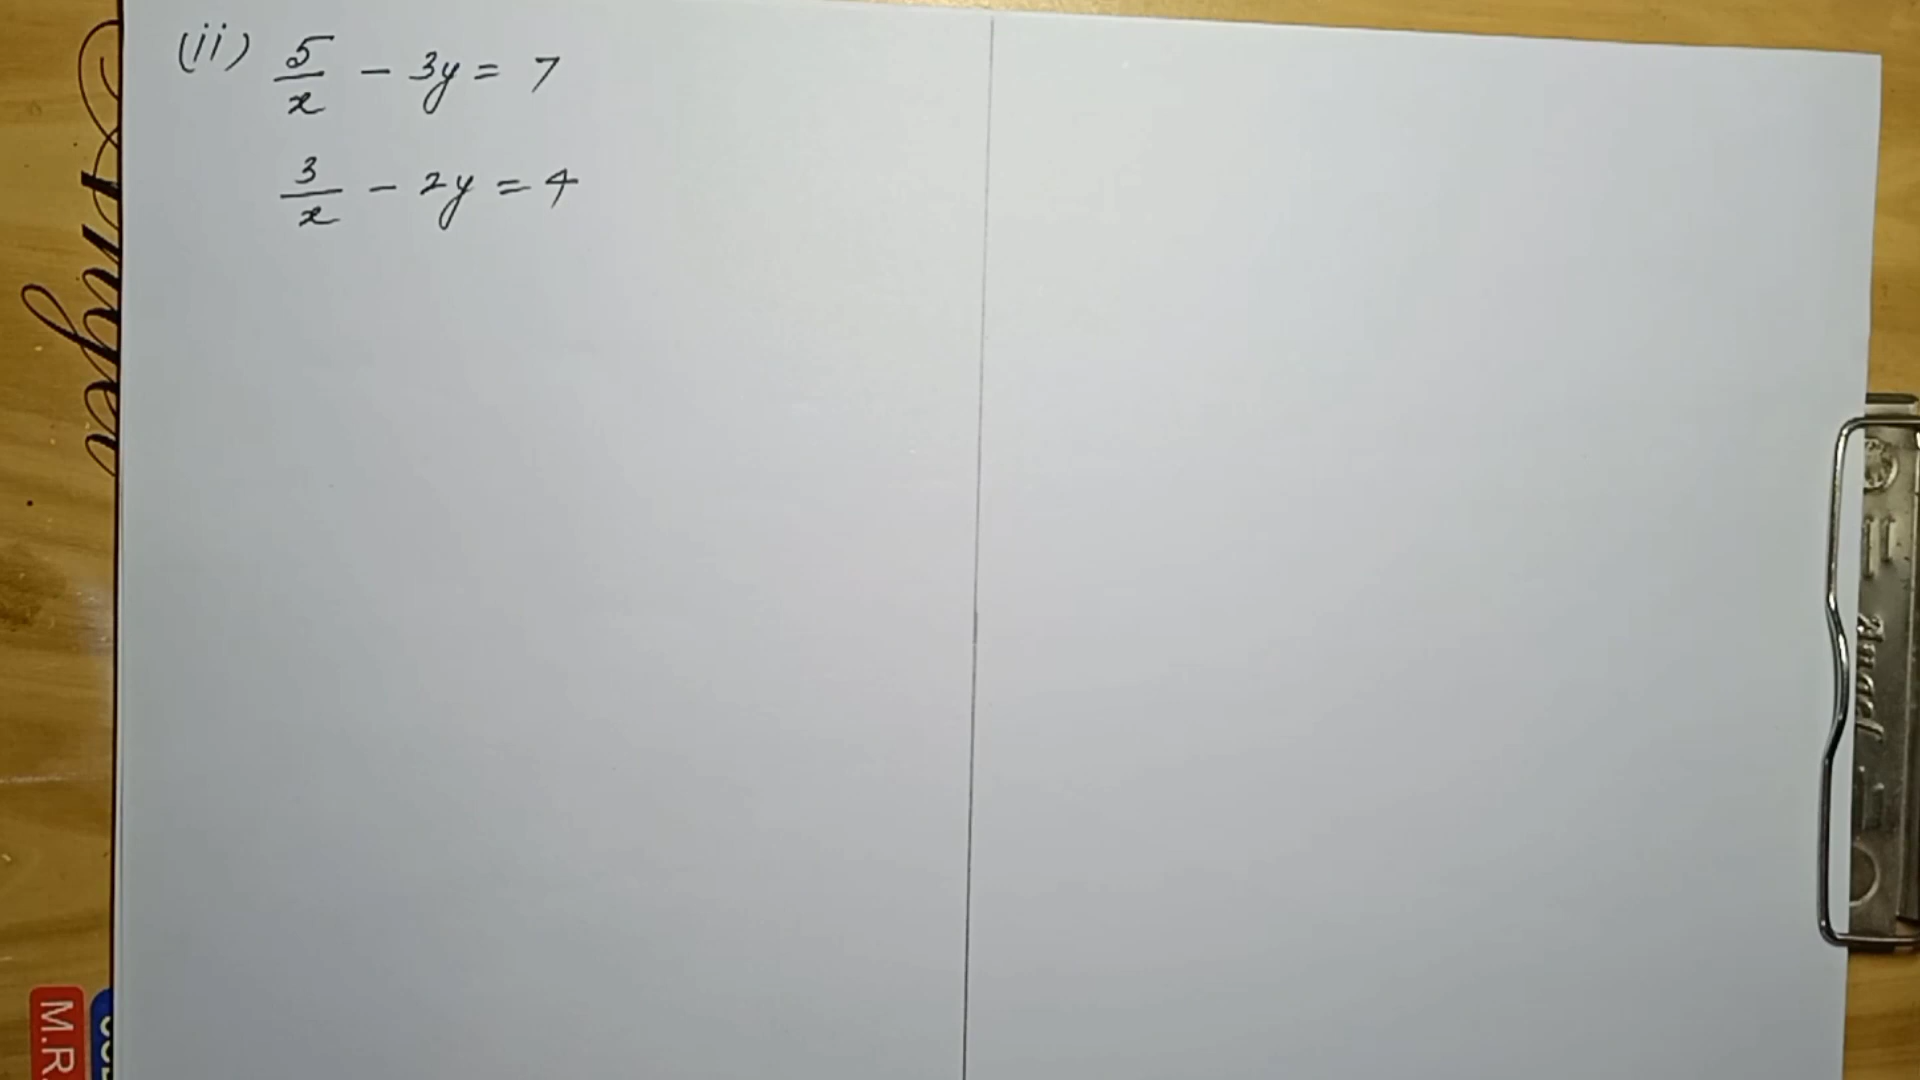 (ii) 5/x - 3y = 7
3/x - 2y = 4
M.R.